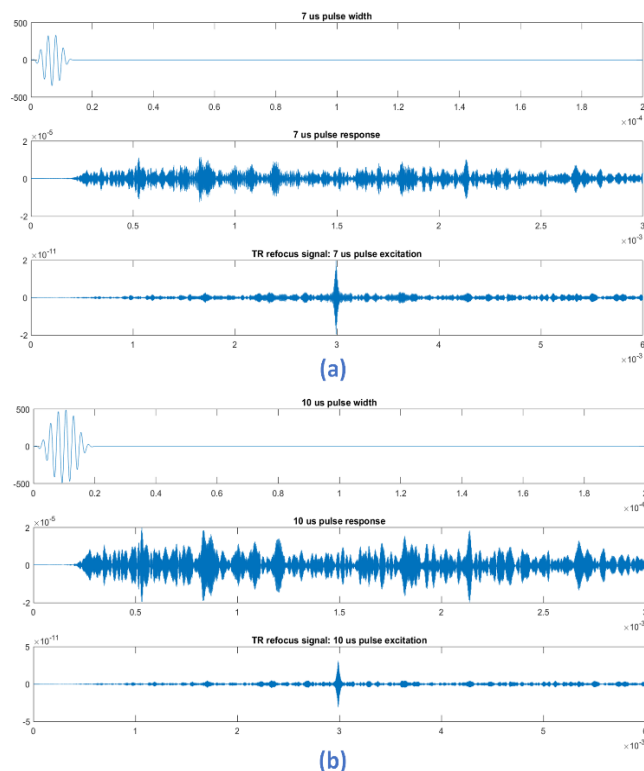 7 us pulse width
500
0
-500
0 0.2 0.4 0.6 0.8 1 1.2 1.4 1.6 1.8 2
×10⁻⁴
7 us pulse response
×10⁻⁵
2
0
-2
0 0.5 1 1.5 2 2.5 3
×10⁻³
TR refocus signal: 7 us pulse excitation
×10⁻¹¹
2
0
-2
0 1 2 3 4 5 6
×10⁻³
(a)
10 us pulse width
500
0
-500
0 0.2 0.4 0.6 0.8 1 1.2 1.4 1.6 1.8
10 us pulse response
×10⁻⁵
2
0
-2
0 0.5 1 1.5 2 2.5
TR refocus signal: 10 us pulse excitation
×10⁻¹¹
5
0
-5
0 1 2 3 4 5
(b)